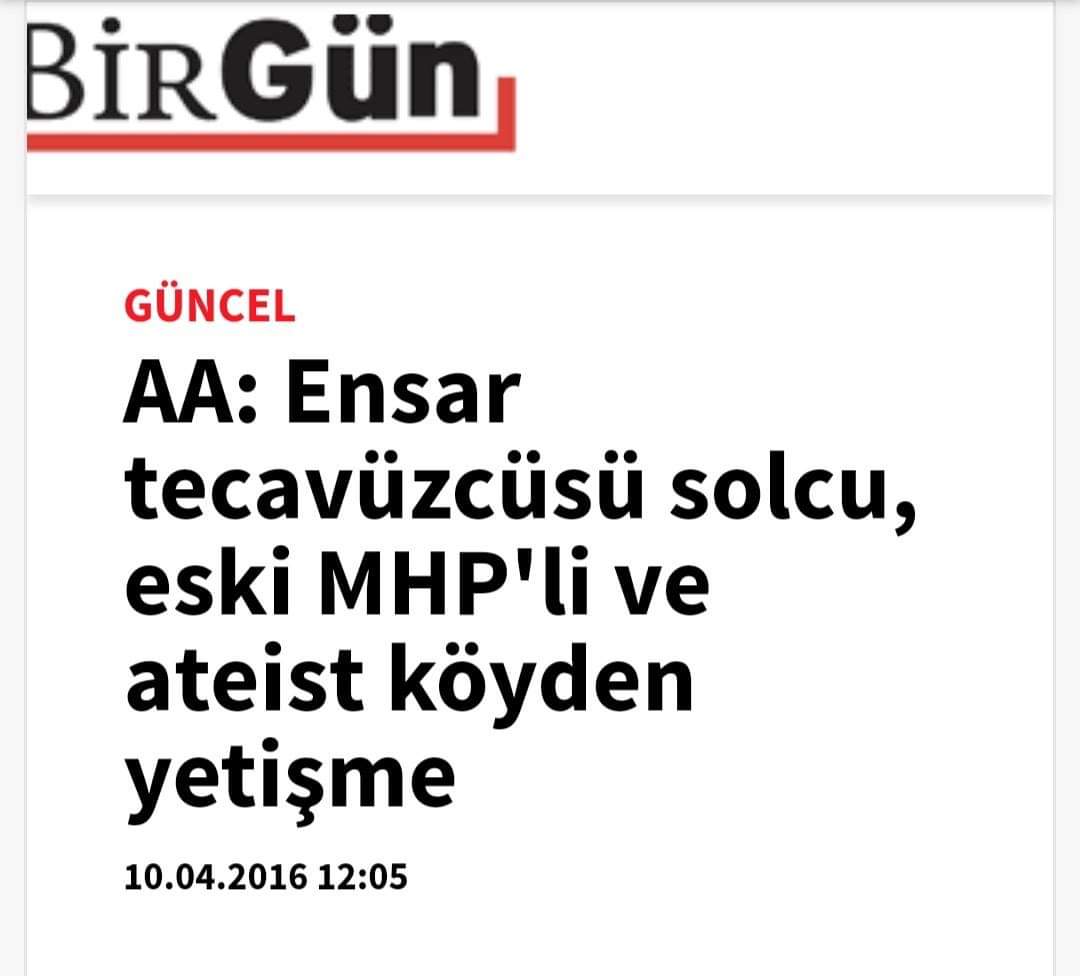 BirGün
GÜNCEL
AA: Ensar
tecavüzcüsü solcu,
eski MHP'li ve
ateist köyden
yetişme
10.04.2016 12:05